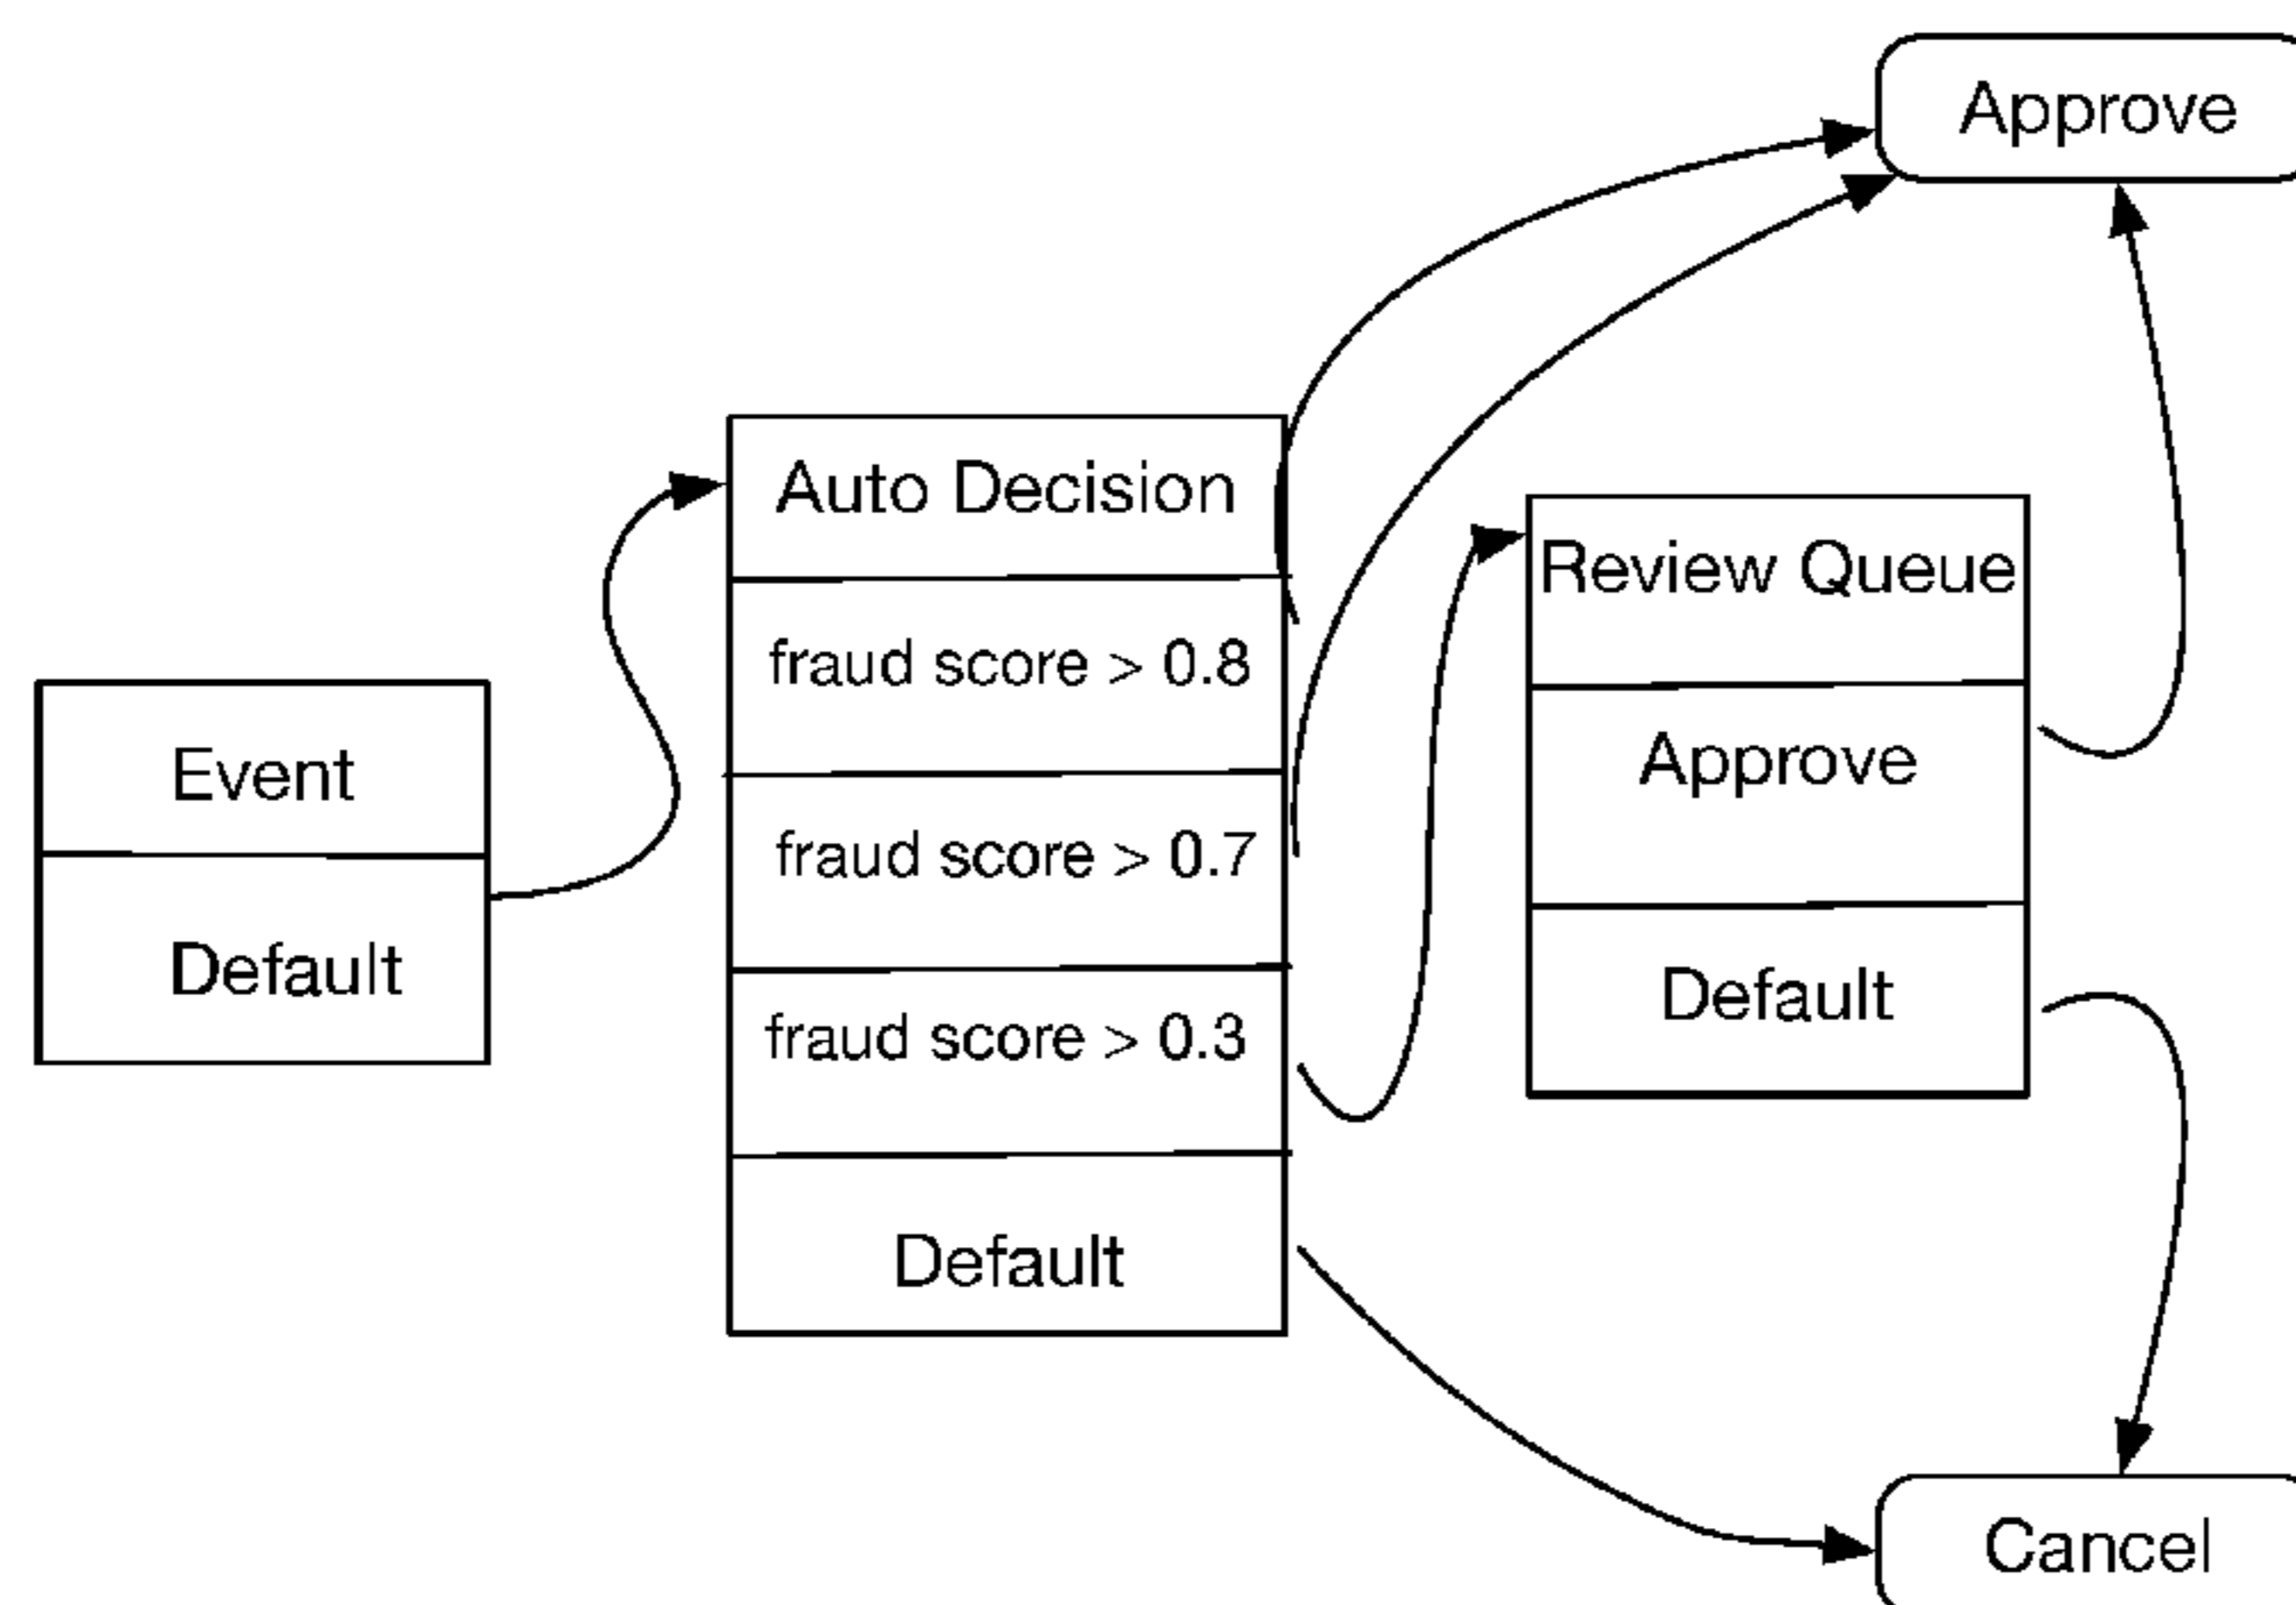 Approve
Auto Decision
fraud score > 0.8
fraud score > 0.7
fraud score > 0.3
Default
Event
Default
Review Queue
Approve
Default
Cancel